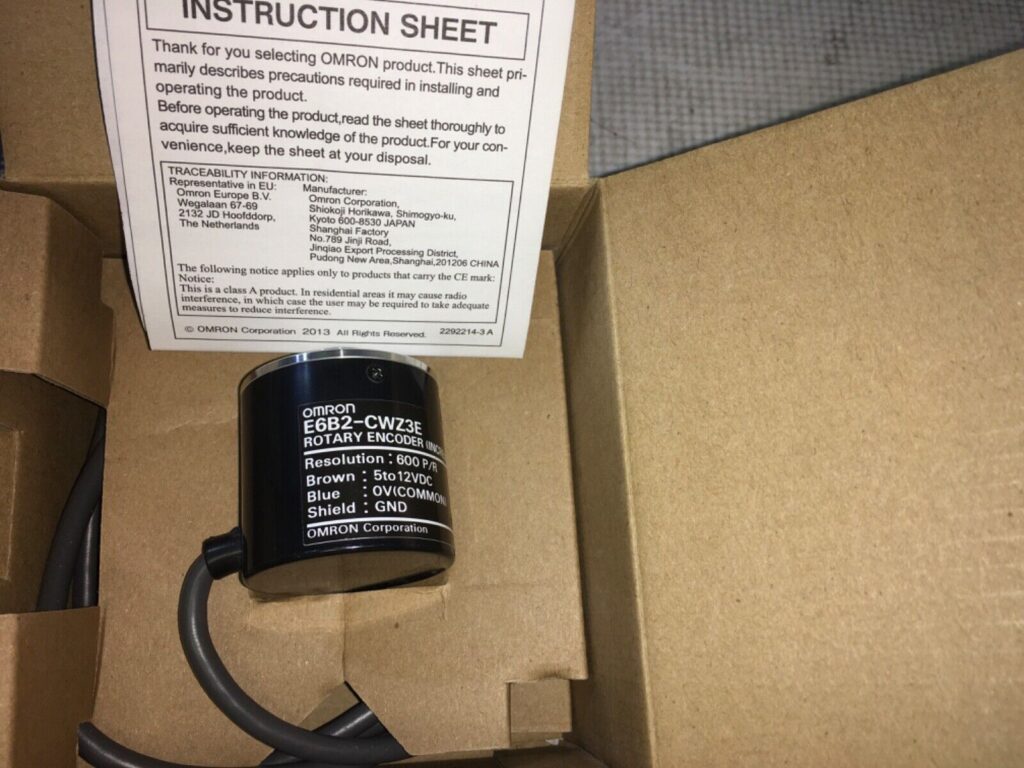 INSTRUCTION SHEET
Thank for you selecting OMRON product.This sheet pri-
marily describes precautions required in installing and
operating the product.
Before operating the product,read the sheet thoroughly to
acquire sufficient knowledge of the product.For your con-
venience,keep the sheet at your disposal.
TRACEABILITY INFORMATION:
Representative in EU:
Omron Europe B.V.
Wegalaan 67-69
2132 JD Hoofddorp,
The Netherlands
Manufacturer:
Omron Corporation,
Shiokoji Horikawa, Shimogyo-ku,
Kyoto 600-8530 JAPAN
Shanghai Factory
No.789 Jinji Road,
Jinqiao Export Processing District,
Pudong New Area,Shanghai,201206 CHINA
The following notice applies only to products that carry the CE mark:
Notice:
This is a class A product. In residential areas it may cause radio
interference, in which case the user may be required to take adequate
measures to reduce interference.
© OMRON Corporation 2013 All Rights Reserved. 2292214-3 A
OMRON
E6B2-CWZ3E
ROTARY ENCODER
Resolution : 600 P/R
Brown : 5to12VDC
Blue : 0V(COMMON)
Shield : GND
OMRON Corporation